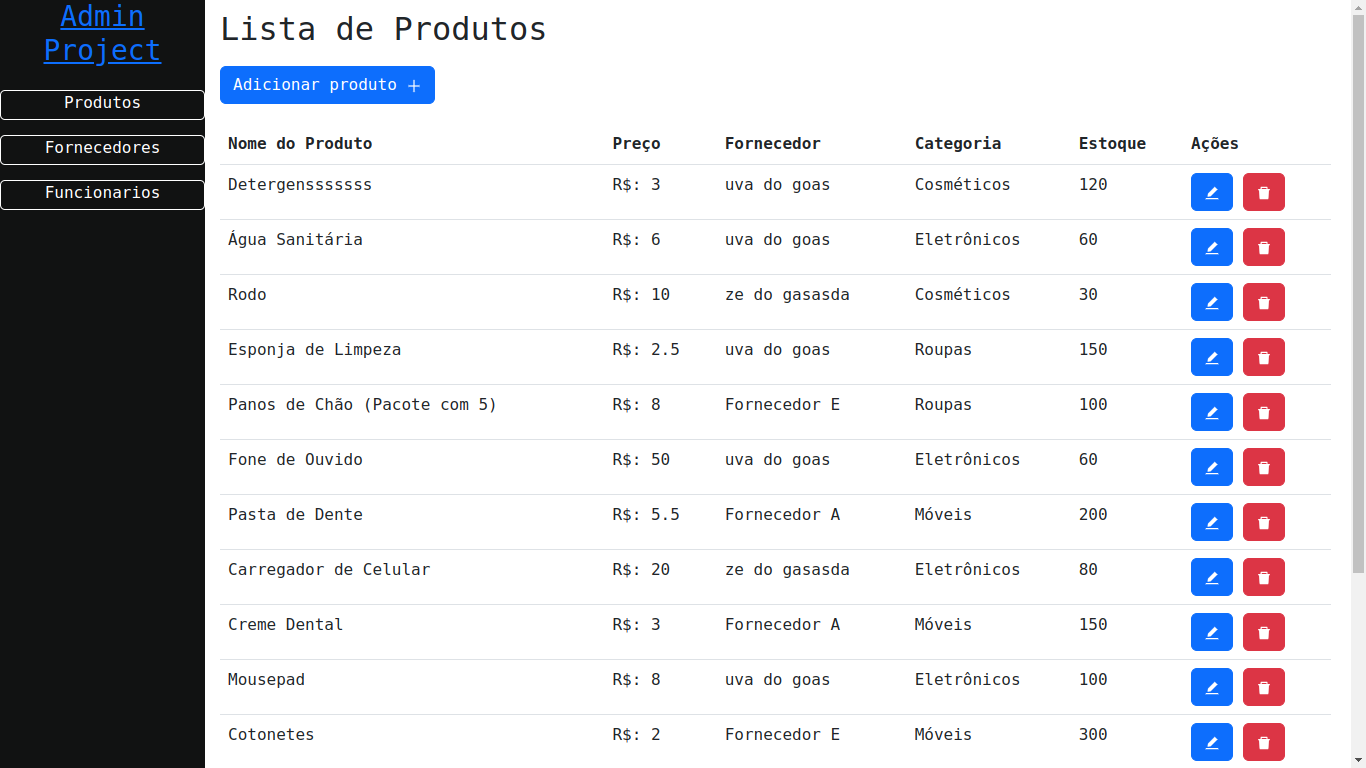 Admin
Project
Produtos
Fornecedores
Funcionarios
Lista de Produtos
Adicionar produto +
Nome do Produto Preço Fornecedor Categoria Estoque Ações
Detergensssssss R$: 3 uva do goas Cosméticos 120
Água Sanitária R$: 6 uva do goas Eletrônicos 60
Rodo R$: 10 ze do gasasda Cosméticos 30
Esponja de Limpeza R$: 2.5 uva do goas Roupas 150
Panos de Chão (Pacote com 5) R$: 8 Fornecedor E Roupas 100
Fone de Ouvido R$: 50 uva do goas Eletrônicos 60
Pasta de Dente R$: 5.5 Fornecedor A Móveis 200
Carregador de Celular R$: 20 ze do gasasda Eletrônicos 80
Creme Dental R$: 3 Fornecedor A Móveis 150
Mousepad R$: 8 uva do goas Eletrônicos 100
Cotonetes R$: 2 Fornecedor E Móveis 300